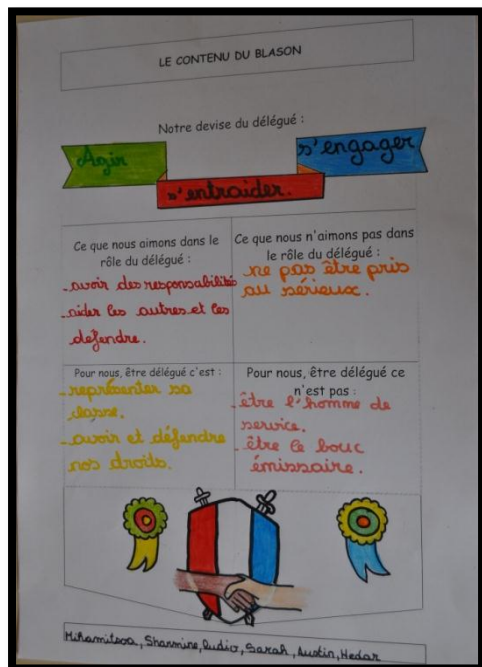 LE CONTENU DU BLASON
Notre devise du délégué :
Agir
s'entraider.
s'engager
Ce que nous aimons dans le
rôle du délégué :
-avoir des responsabilités
-aider les autres et les
défendre.
Ce que nous n'aimons pas dans
le rôle du délégué :
ne pas être pris
au sérieux.
Pour nous, être délégué c'est :
-représenter sa
classe.
-avoir et défendre
nos droits.
Pour nous, être délégué ce
n'est pas :
-être l'homme de
service.
-être le bouc
émissaire.
Sharmine, Ludio, Sarah, Austin, Hedar